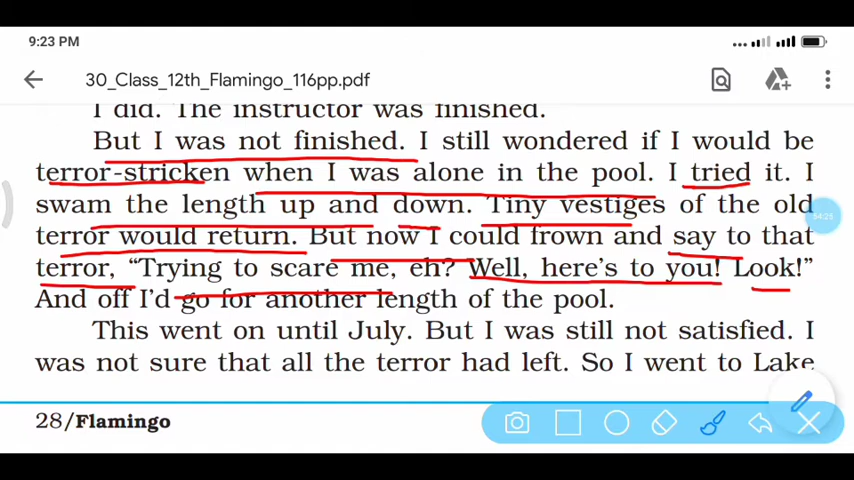 9:23 PM
30_Class_12th_Flamingo_116pp.pdf
I did. The instructor was finished.
But I was not finished. I still wondered if I would be
terror-stricken when I was alone in the pool. I tried it. I
swam the length up and down. Tiny vestiges of the old
terror would return. But now I could frown and say to that
terror, “Trying to scare me, eh? Well, here’s to you! Look!”
And off I’d go for another length of the pool.
This went on until July. But I was still not satisfied. I
was not sure that all the terror had left. So I went to Lake
28/Flamingo
54:25